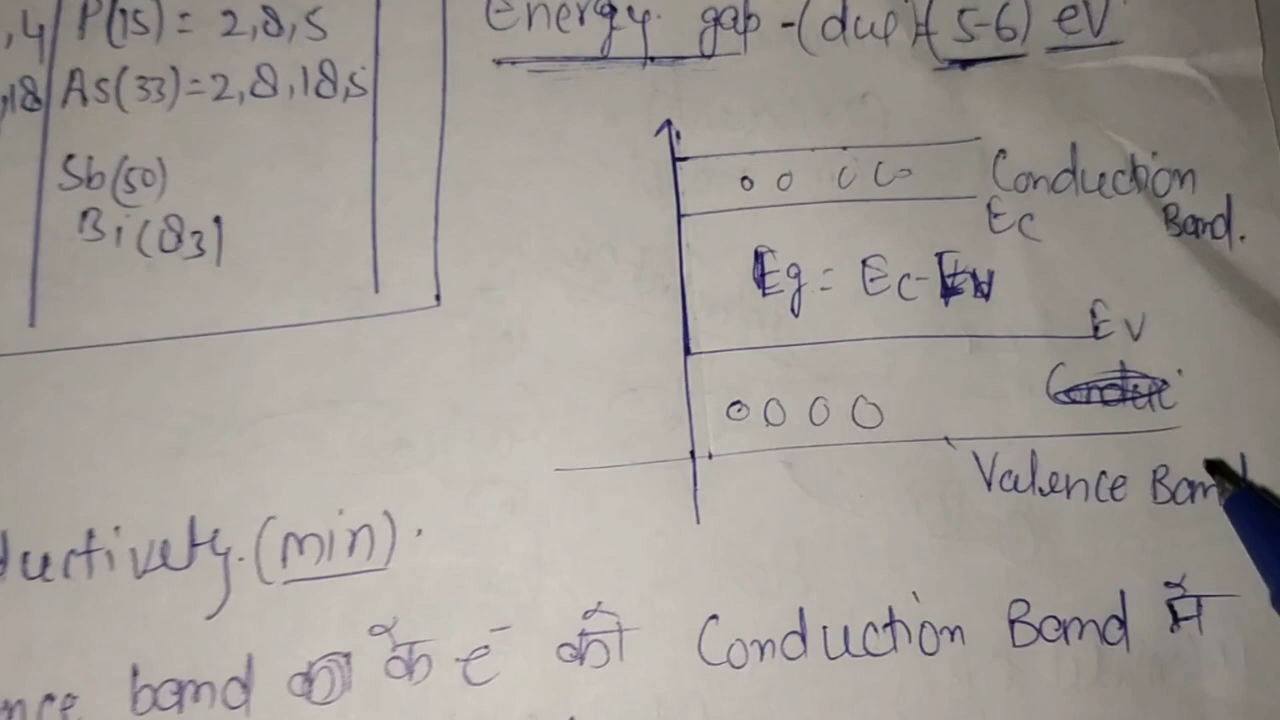 ,4 P(15) = 2,8,5
,18 As(33)=2,8,18,5
Sb(50)
Bi(83)
Energy gap -(due)-(5-6) eV
Conduction
Ec Band.
Eg = Ec-Ev
Ev
Valence Band
ductivety.(min).
nce band के e- को Conduction Band में